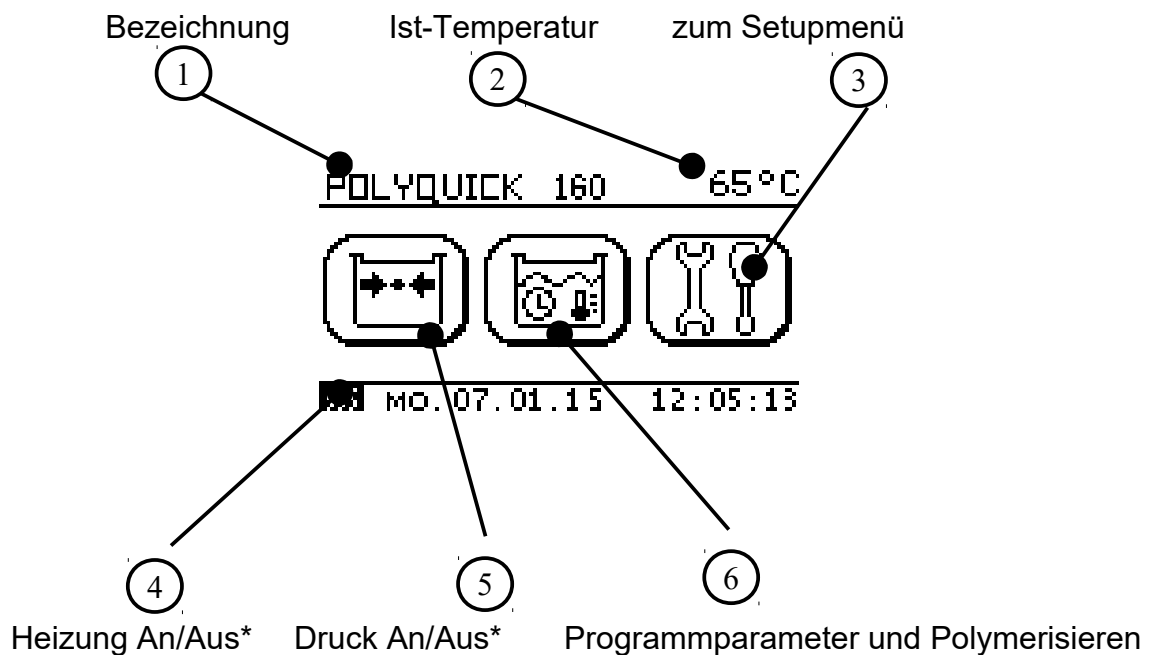 Bezeichnung Ist-Temperatur zum Setupmenü
1 2 3
POLYQUICK 160 65°C
MO. 07.01.15 12:05:13
4 5 6
Heizung An/Aus* Druck An/Aus* Programmparameter und Polymerisieren